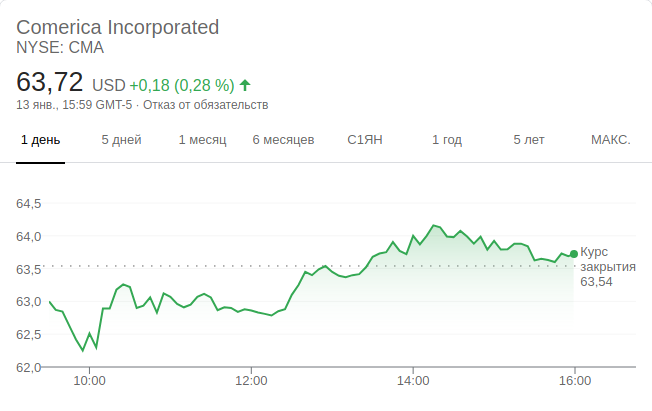 Comerica Incorporated
NYSE: CMA
63,72 USD +0,18 (0,28 %)
13 янв., 15:59 GMT-5 · Отказ от обязательств
1 день 5 дней 1 месяц 6 месяцев С1ЯН 1 год 5 лет МАКС.
64,5
64,0
63,5
63,0
62,5
62,0
Курс
закрытия
63,54
10:00 12:00 14:00 16:00